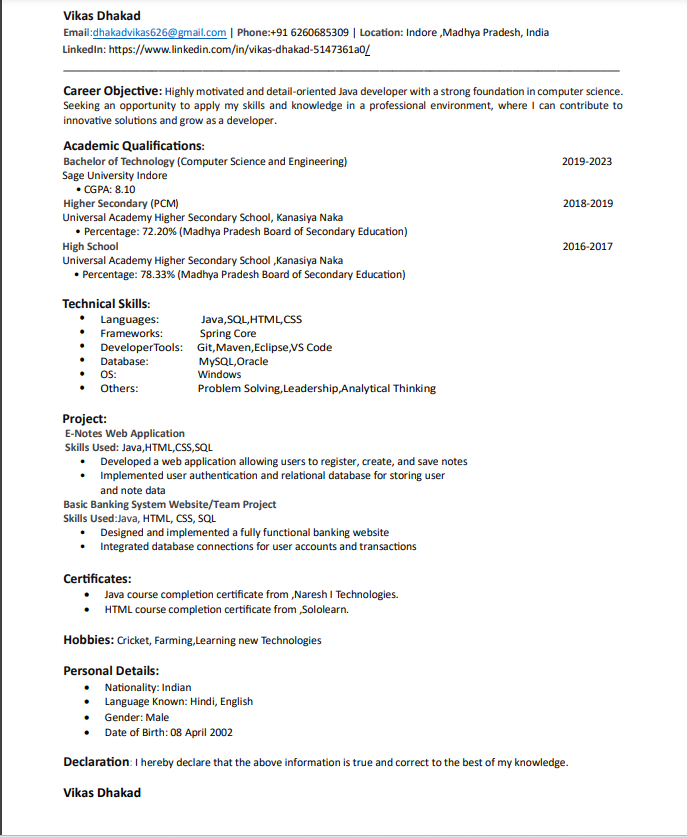 Vikas Dhakad
Email:dhakadvikas626@gmail.com | Phone:+91 6260685309 | Location: Indore ,Madhya Pradesh, India
LinkedIn: https://www.linkedin.com/in/vikas-dhakad-5147361a0/
Career Objective: Highly motivated and detail-oriented Java developer with a strong foundation in computer science.
Seeking an opportunity to apply my skills and knowledge in a professional environment, where I can contribute to
innovative solutions and grow as a developer.
Academic Qualifications:
Bachelor of Technology (Computer Science and Engineering) 2019-2023
Sage University Indore
• CGPA: 8.10
Higher Secondary (PCM) 2018-2019
Universal Academy Higher Secondary School, Kanasiya Naka
• Percentage: 72.20% (Madhya Pradesh Board of Secondary Education)
High School 2016-2017
Universal Academy Higher Secondary School ,Kanasiya Naka
• Percentage: 78.33% (Madhya Pradesh Board of Secondary Education)
Technical Skills:
• Languages: Java,SQL,HTML,CSS
• Frameworks: Spring Core
• DeveloperTools: Git,Maven,Eclipse,VS Code
• Database: MySQL,Oracle
• OS: Windows
• Others: Problem Solving,Leadership,Analytical Thinking
Project:
E-Notes Web Application
Skills Used: Java,HTML,CSS,SQL
• Developed a web application allowing users to register, create, and save notes
• Implemented user authentication and relational database for storing user
and note data
Basic Banking System Website/Team Project
Skills Used:Java, HTML, CSS, SQL
• Designed and implemented a fully functional banking website
• Integrated database connections for user accounts and transactions
Certificates:
• Java course completion certificate from ,Naresh I Technologies.
• HTML course completion certificate from ,Sololearn.
Hobbies: Cricket, Farming,Learning new Technologies
Personal Details:
• Nationality: Indian
• Language Known: Hindi, English
• Gender: Male
• Date of Birth: 08 April 2002
Declaration: I hereby declare that the above information is true and correct to the best of my knowledge.
Vikas Dhakad